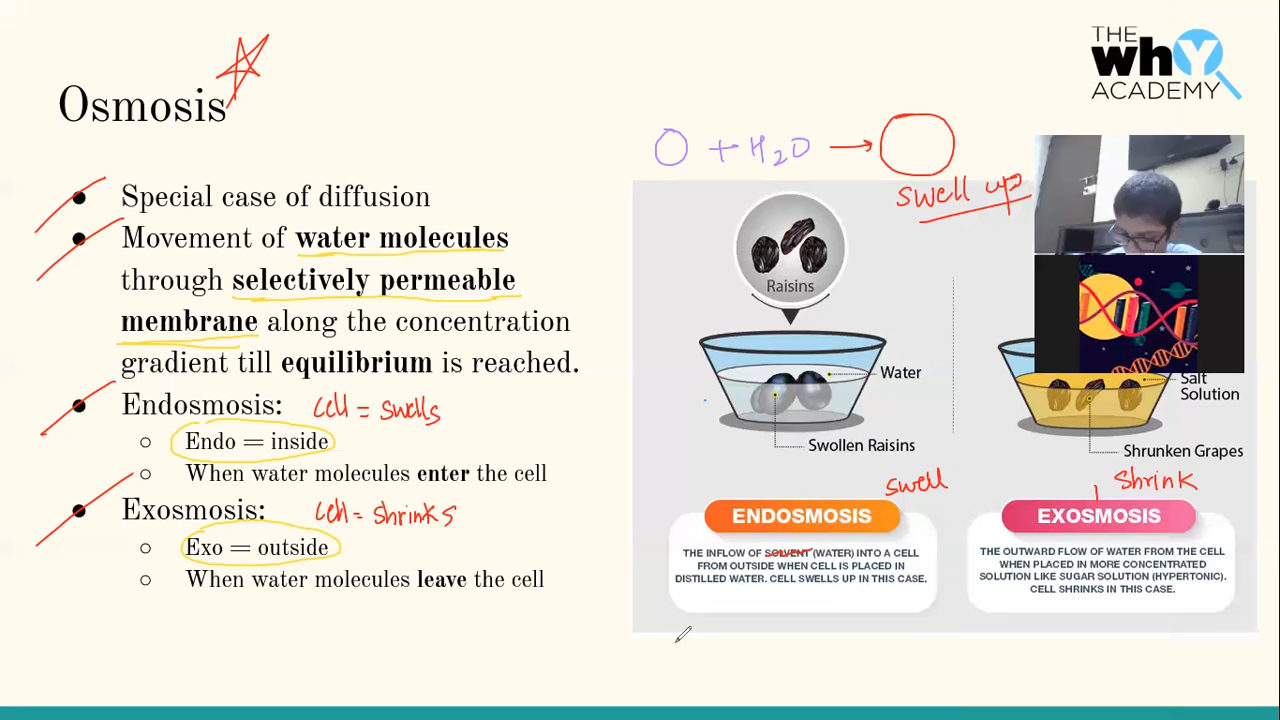 THE
whY
ACADEMY
Osmosis
● Special case of diffusion
● Movement of water molecules
through selectively permeable
membrane along the concentration
gradient till equilibrium is reached.
● Endosmosis: Cell = swells
○ Endo = inside
○ When water molecules enter the cell
● Exosmosis: Cell = shrinks
○ Exo = outside
○ When water molecules leave the cell
O + H2O →
swell up
Raisins
Water
Swollen Raisins
swell
ENDOSMOSIS
THE INFLOW OF SOLVENT (WATER) INTO A CELL
FROM OUTSIDE WHEN CELL IS PLACED IN
DISTILLED WATER. CELL SWELLS UP IN THIS CASE.
Salt
Solution
Shrunken Grapes
Shrink
EXOSMOSIS
THE OUTWARD FLOW OF WATER FROM THE CELL
WHEN PLACED IN MORE CONCENTRATED
SOLUTION LIKE SUGAR SOLUTION (HYPERTONIC).
CELL SHRINKS IN THIS CASE.